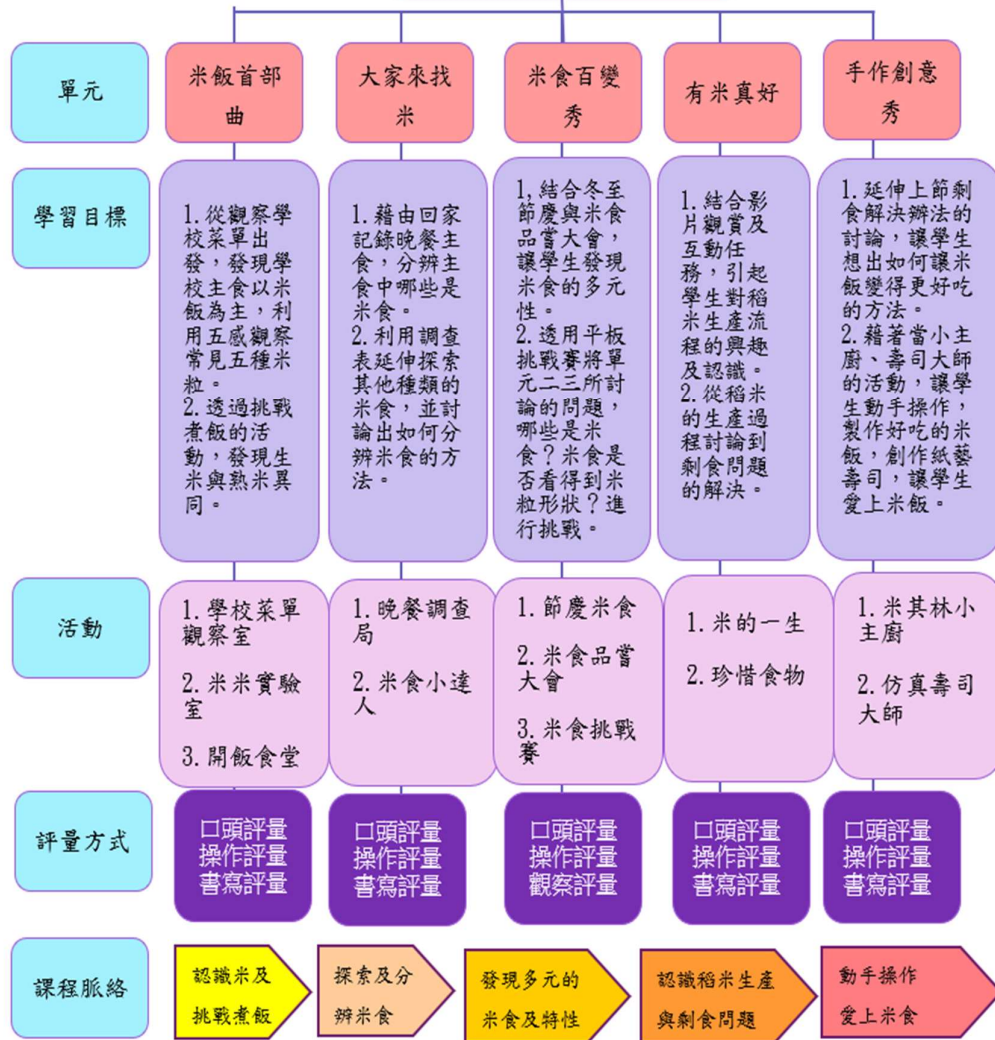 單元
米飯首部
曲
大家來找
米
米食百變
秀
有米真好
手作創意
秀
學習目標
1. 從觀察學
校菜單出
發，發現學
校主食以米
飯為主，利
用五感觀察
常見五種米
粒。
2. 透過挑戰
煮飯的活
動，發現生
米與熟米異
同。
1. 藉由回家
記錄晚餐主
食，分辨主
食中哪些是
米食。
2. 利用調查
表延伸探索
其他種類的
米食，並討
論出如何分
辨米食的方
法。
1, 結合冬至
節慶與米食
品嘗大會，
讓學生發現
米食的多元
性。
2. 透用平板
挑戰賽將單
元二三所討
論的問題，
哪些是米
食？米食是
否看得到米
粒形狀？進
行挑戰。
1. 結合影
片觀賞及
互動任
務，引起
學生對稻
米生產流
程的興趣
及認識。
2. 從稻米
的生產過
程討論到
剩食問題
的解決。
1. 延伸上節剩
食解決辦法的
討論，讓學生
想出如何讓米
飯變得更好吃
的方法。
2. 藉著當小主
廚、壽司大師
的活動，讓學
生動手操作，
製作好吃的米
飯，創作紙藝
壽司，讓學生
愛上米飯。
活動
1. 學校菜單
觀察室
2. 米米實驗
室
3. 開飯食堂
1. 晚餐調查
局
2. 米食小達
人
1. 節慶米食
2. 米食品嘗
大會
3. 米食挑戰
賽
1. 米的一生
2. 珍惜食物
1. 米其林小
主廚
2. 仿真壽司
大師
評量方式
口頭評量
操作評量
書寫評量
口頭評量
操作評量
書寫評量
口頭評量
操作評量
觀察評量
口頭評量
操作評量
書寫評量
口頭評量
操作評量
書寫評量
課程脈絡
認識米及
挑戰煮飯
探索及分
辨米食
發現多元的
米食及特性
認識稻米生產
與剩食問題
動手操作
愛上米食